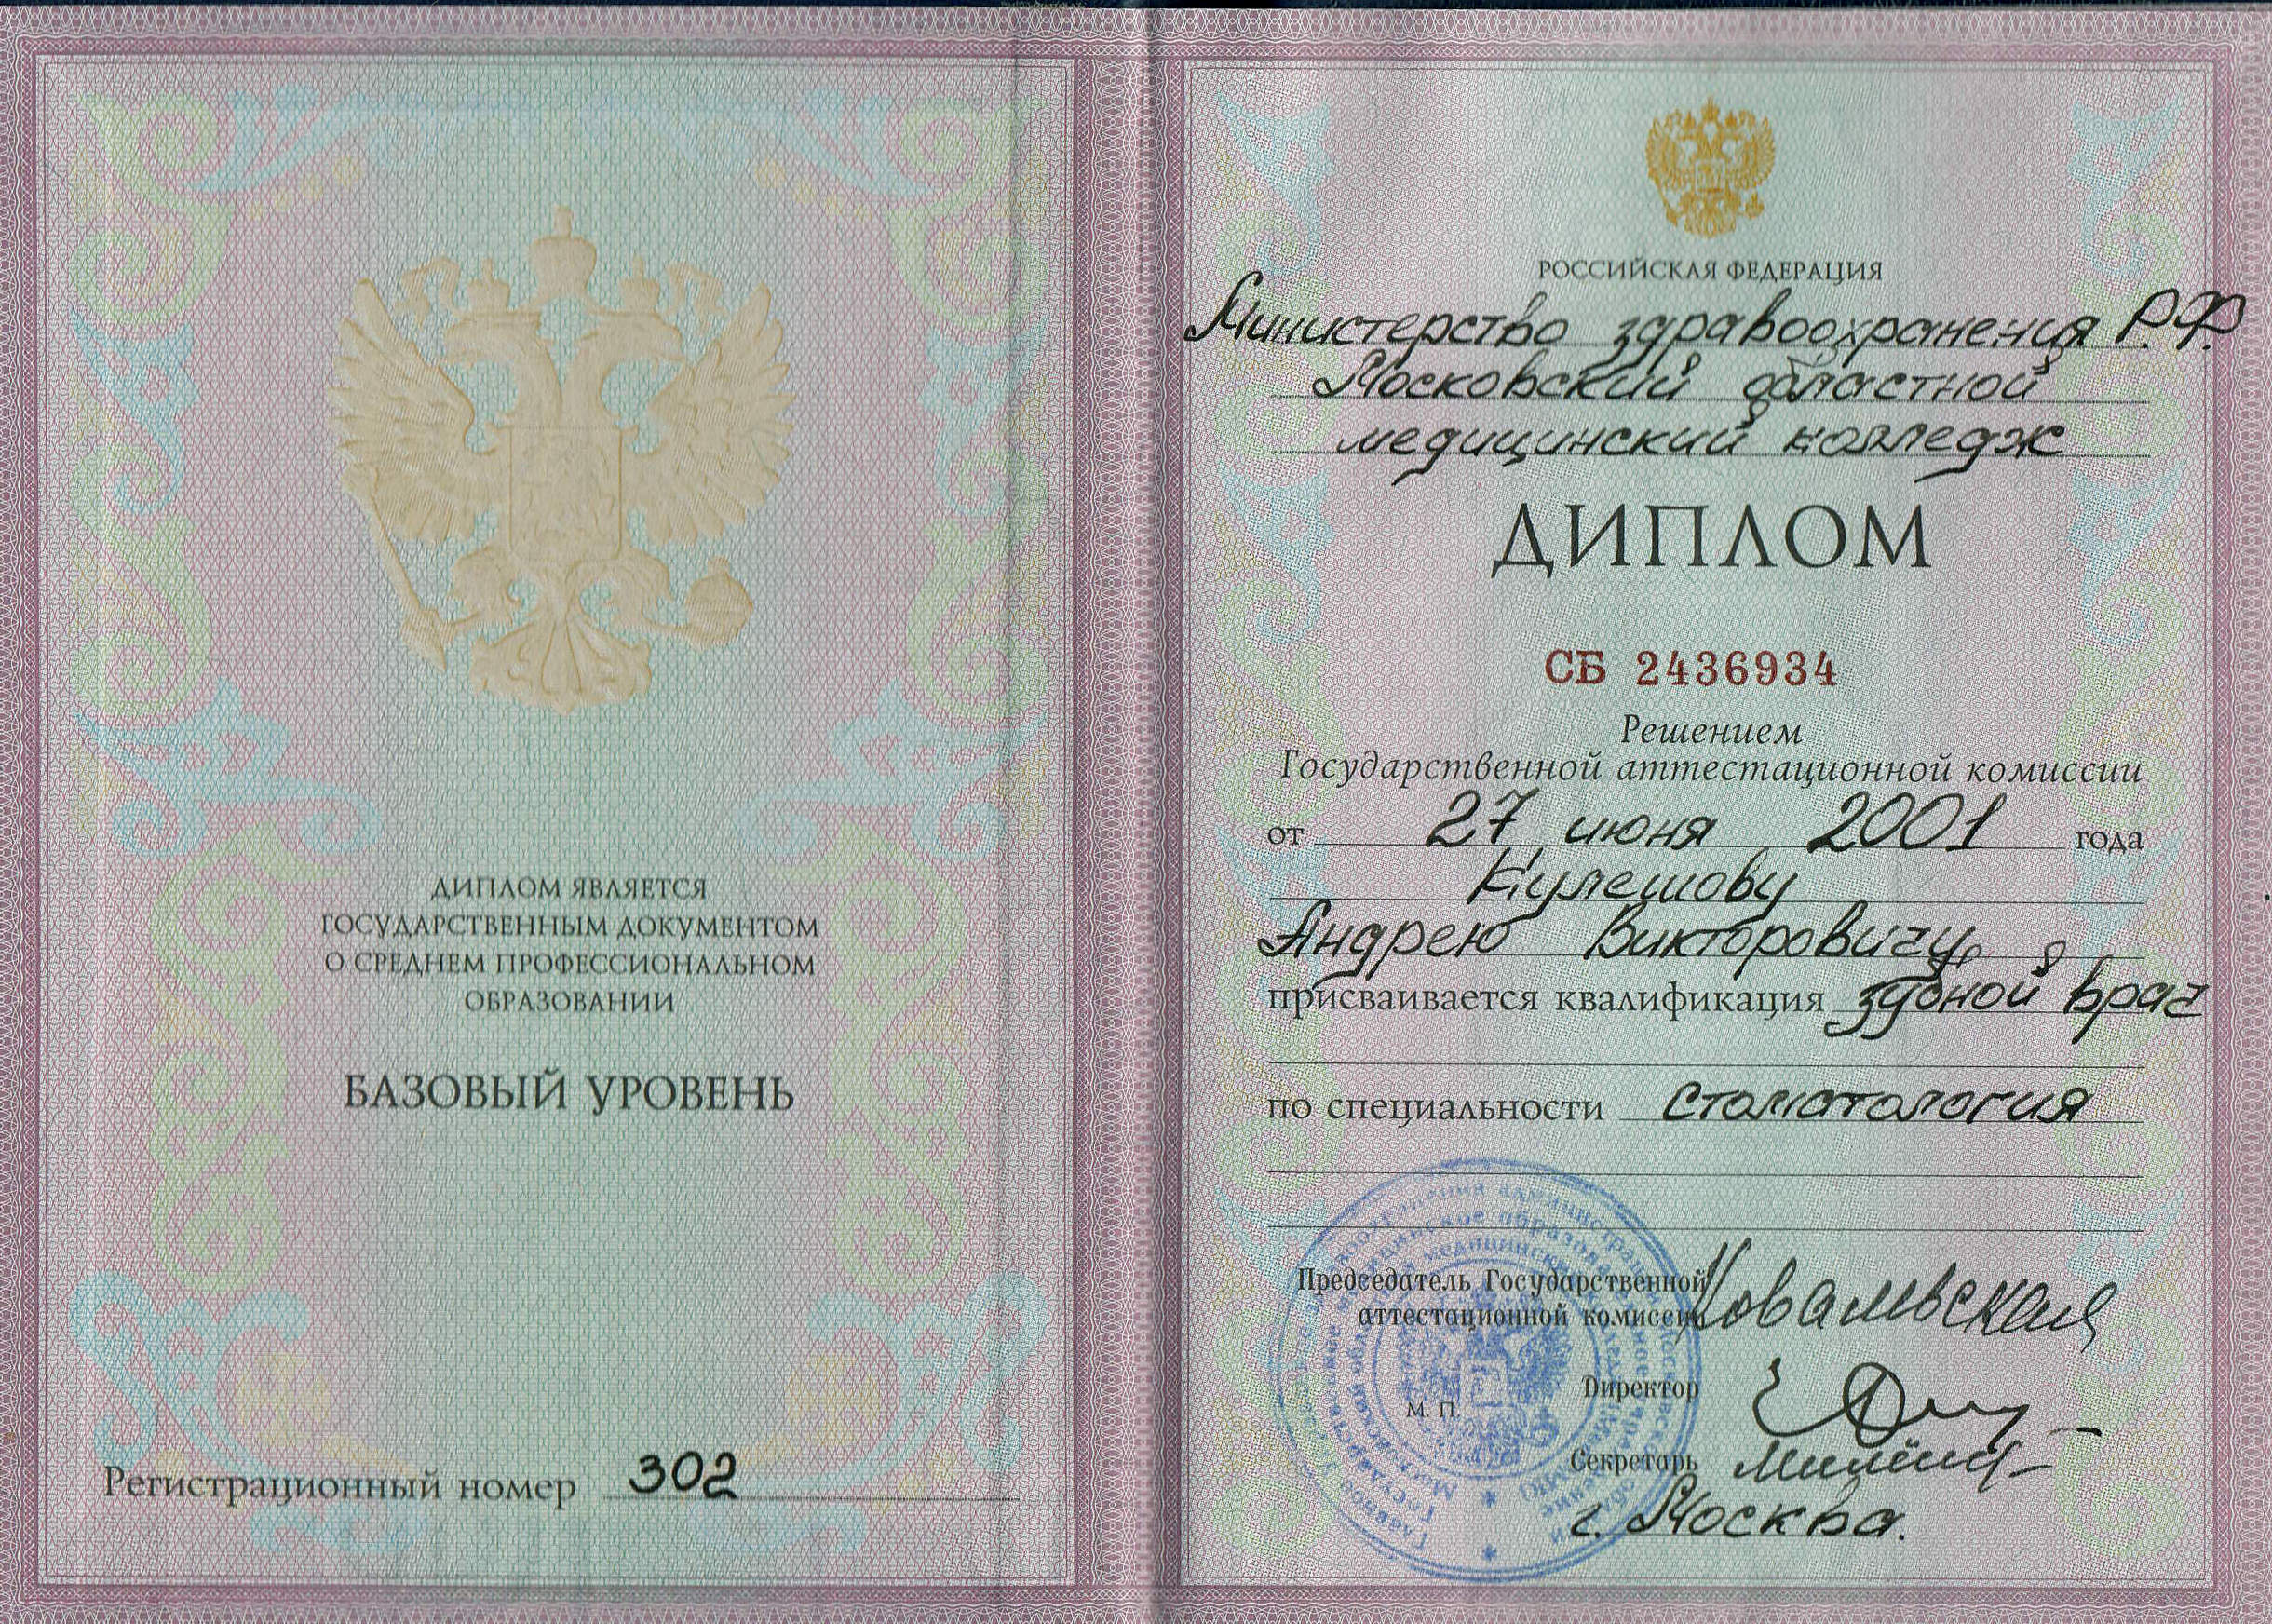 ДИПЛОМ ЯВЛЯЕТСЯ
ГОСУДАРСТВЕННЫМ ДОКУМЕНТОМ
О СРЕДНЕМ ПРОФЕССИОНАЛЬНОМ
ОБРАЗОВАНИИ
БАЗОВЫЙ УРОВЕНЬ
Регистрационный номер 302
РОССИЙСКАЯ ФЕДЕРАЦИЯ
Министерство здравоохранения Р.Ф.
Московский областной
медицинский колледж
ДИПЛОМ
СБ 2436934
Решением
Государственной аттестационной комиссии
от 27 июня 2001 года
Кулешову
Андрею Викторовичу
присваивается квалификация зубной врач
по специальности стоматология
Председатель Государственной
аттестационной комиссии Ковалевская
Директор
М. П.
Секретарь
г. Москва.